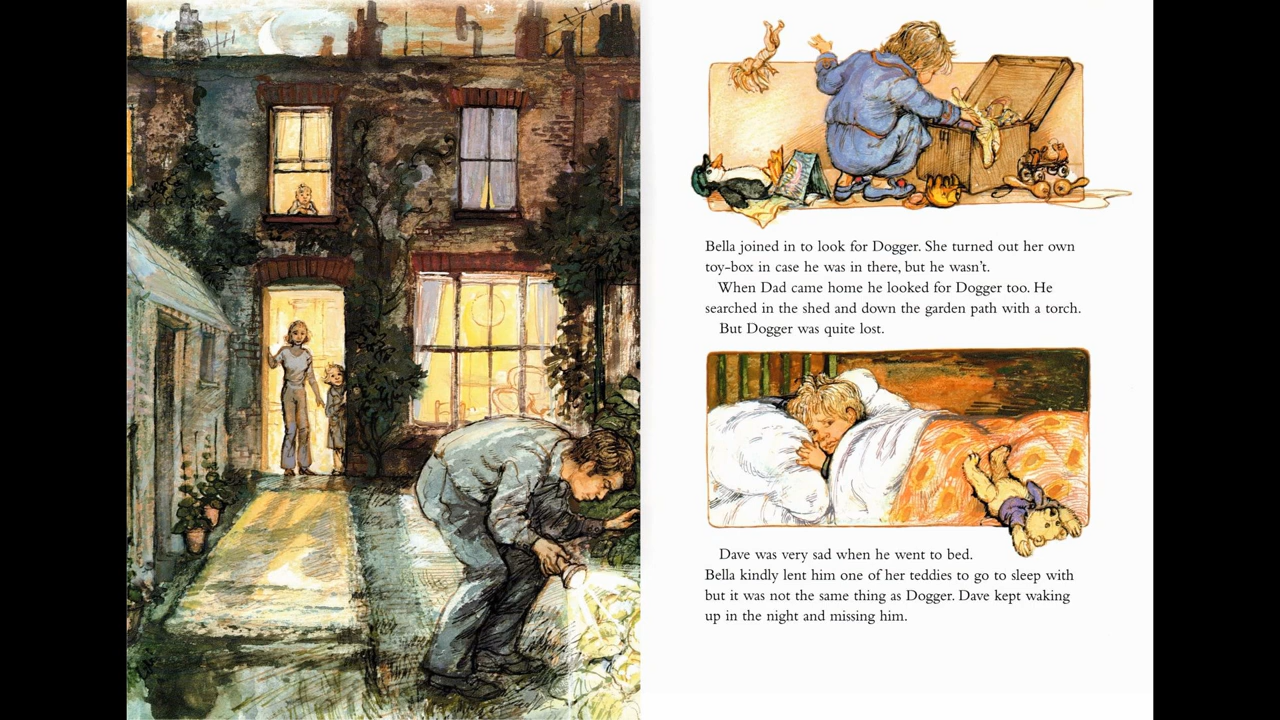 Bella joined in to look for Dogger. She turned out her own
toy-box in case he was in there, but he wasn't.
When Dad came home he looked for Dogger too. He
searched in the shed and down the garden path with a torch.
But Dogger was quite lost.
Dave was very sad when he went to bed.
Bella kindly lent him one of her teddies to go to sleep with
but it was not the same thing as Dogger. Dave kept waking
up in the night and missing him.